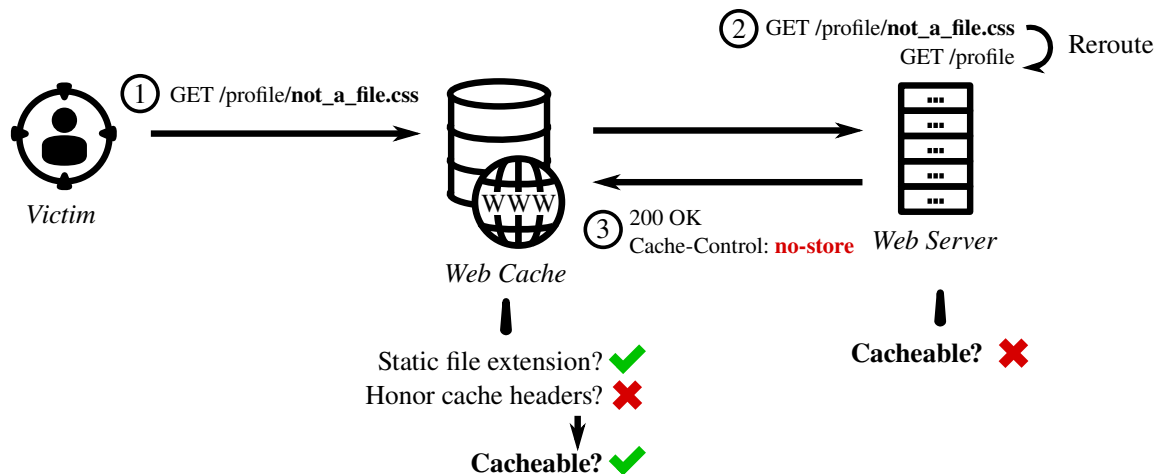 2 GET /profile/not_a_file.css
GET /profile
Reroute
1 GET /profile/not_a_file.css
Victim
WWW
Web Cache
3 200 OK
Cache-Control: no-store
Web Server
Static file extension?
Honor cache headers?
Cacheable?
Cacheable?